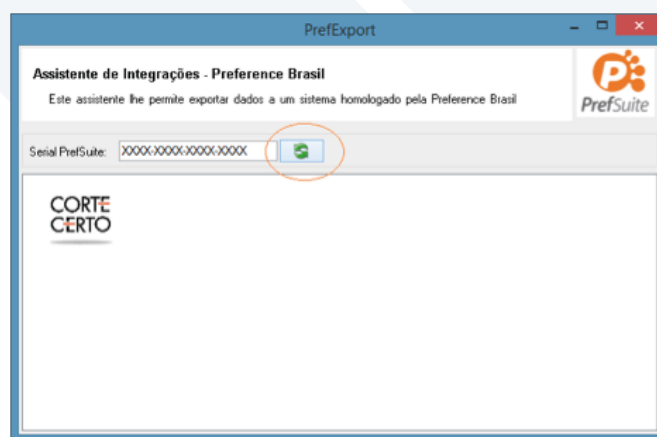 PrefExport
Assistente de Integrações - Preference Brasil
Este assistente lhe permite exportar dados a um sistema homologado pela Preference Brasil
PrefSuite
Serial PrefSuite: XXXX-XXXX-XXXX-XXXX
CORTE
CERTO